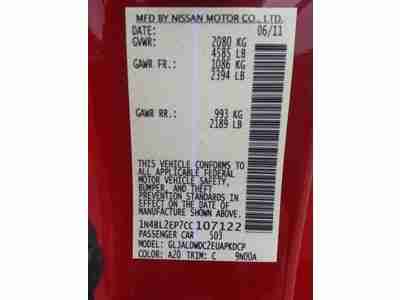 MFD BY NISSAN MOTOR CO., LTD.
DATE: 06/11
GVWR: 2080 KG
4585 LB
GAWR FR.: 1086 KG
2394 LB
GAWR RR.: 993 KG
2189 LB
THIS VEHICLE CONFORMS TO
ALL APPLICABLE FEDERAL
MOTOR VEHICLE SAFETY,
BUMPER, AND THEFT
PREVENTION STANDARDS
IN EFFECT ON THE DATE OF
MANUFACTURE SHOWN ABOVE.
1N4BL2EP7CC107122
PASSENGER CAR 503
GLJALDWDC2EUAPKDCP
COLOR: A20 TRIM: C 9N00A